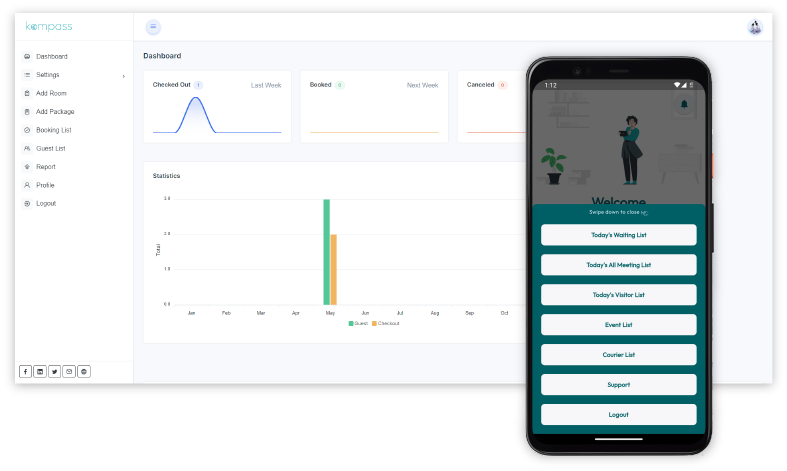 kompass
Dashboard
Settings
Add Room
Add Package
Booking List
Guest List
Report
Profile
Logout
Dashboard
Checked Out 1 Last Week
Booked 0 Next Week
Canceled 0
Statistics
Total
3.0
2.0
1.0
0.0
Jan Feb Mar Apr May Jun Jul Aug Sep Oct
Guest Checkout
1:12
Welcome
Swipe down to close
Today's Waiting List
Today's All Meeting List
Today's Visitor List
Event List
Courier List
Support
Logout